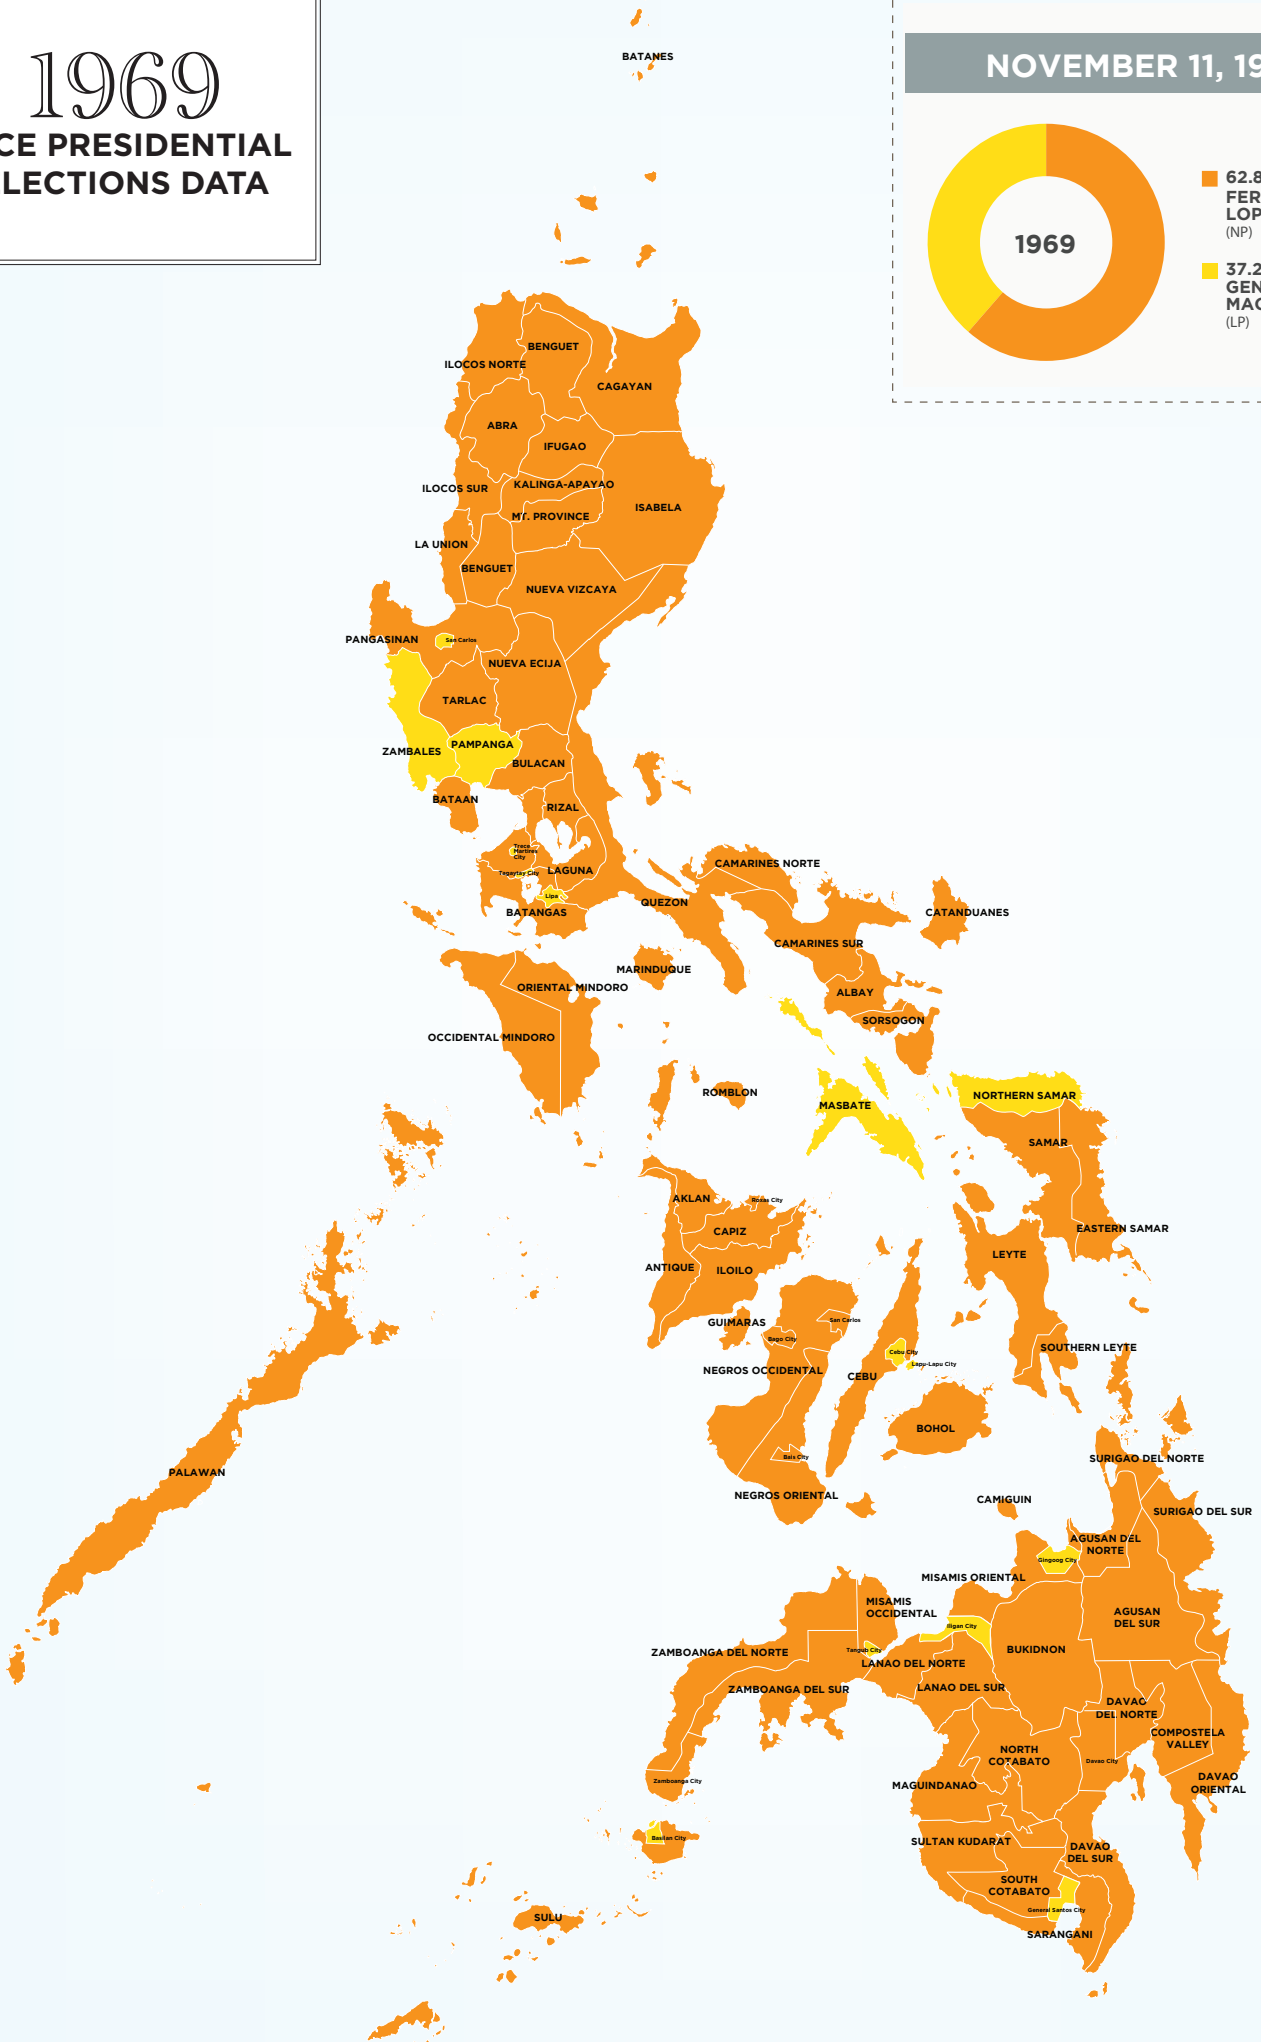 1969
CE PRESIDENTIAL
LECTIONS DATA
NOVEMBER 11, 19
1969
62.8
FER
LOP
(NP)
37.2
GEN
MAG
(LP)
BATANES
BENGUET
ILOCOS NORTE
CAGAYAN
ABRA
IFUGAO
KALINGA-APAYAO
ILOCOS SUR
ISABELA
MT. PROVINCE
LA UNION
BENGUET
NUEVA VIZCAYA
PANGASINAN
San Carlos
NUEVA ECIJA
TARLAC
PAMPANGA
ZAMBALES
BULACAN
BATAAN
RIZAL
Trece
Martires
City
Tagaytay City
LAGUNA
CAMARINES NORTE
Lipa
QUEZON
BATANGAS
CATANDUANES
CAMARINES SUR
MARINDUQUE
ORIENTAL MINDORO
ALBAY
SORSOGON
OCCIDENTAL MINDORO
ROMBLON
MASBATE
NORTHERN SAMAR
SAMAR
AKLAN
Roxas City
CAPIZ
EASTERN SAMAR
LEYTE
ANTIQUE
ILOILO
GUIMARAS
San Carlos
Bago City
SOUTHERN LEYTE
Cebu City
Lapu-Lapu City
NEGROS OCCIDENTAL
CEBU
BOHOL
Bais City
SURIGAO DEL NORTE
PALAWAN
NEGROS ORIENTAL
CAMIGUIN
SURIGAO DEL SUR
AGUSAN DEL
NORTE
Gingoog City
MISAMIS ORIENTAL
MISAMIS
OCCIDENTAL
AGUSAN
DEL SUR
Iligan City
ZAMBOANGA DEL NORTE
Tangub City
BUKIDNON
LANAO DEL NORTE
ZAMBOANGA DEL SUR
LANAO DEL SUR
DAVAO
DEL NORTE
COMPOSTELA
VALLEY
NORTH
COTABATO
Davao City
Zamboanga City
MAGUINDANAO
DAVAO
ORIENTAL
Basilan City
SULTAN KUDARAT
DAVAO
DEL SUR
SOUTH
COTABATO
General Santos City
SULU
SARANGANI